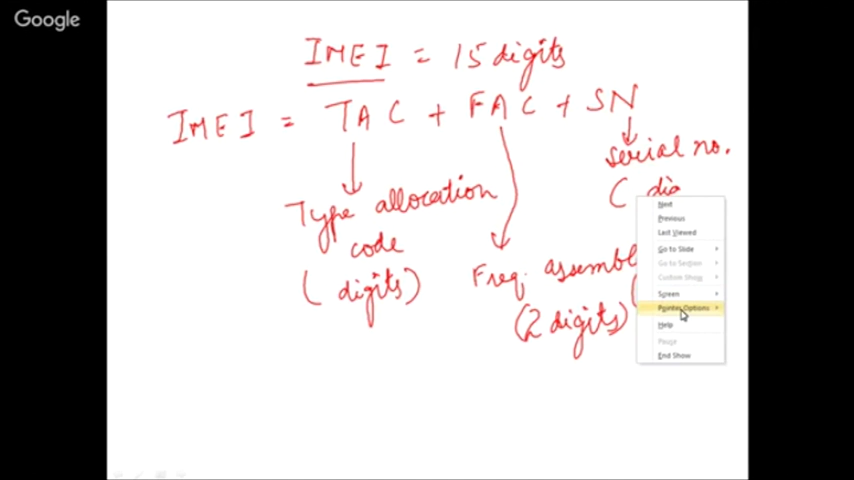 Google
IMEI = 15 digits
IMEI = TAC + FAC + SN
serial no.
Type allocation
code
( digits)
Freq. assembl
(2 digits)
Next
Previous
Last Viewed
Go to Slide
Go to Section
Custom Show
Screen
Pointer Options
Help
Pause
End Show